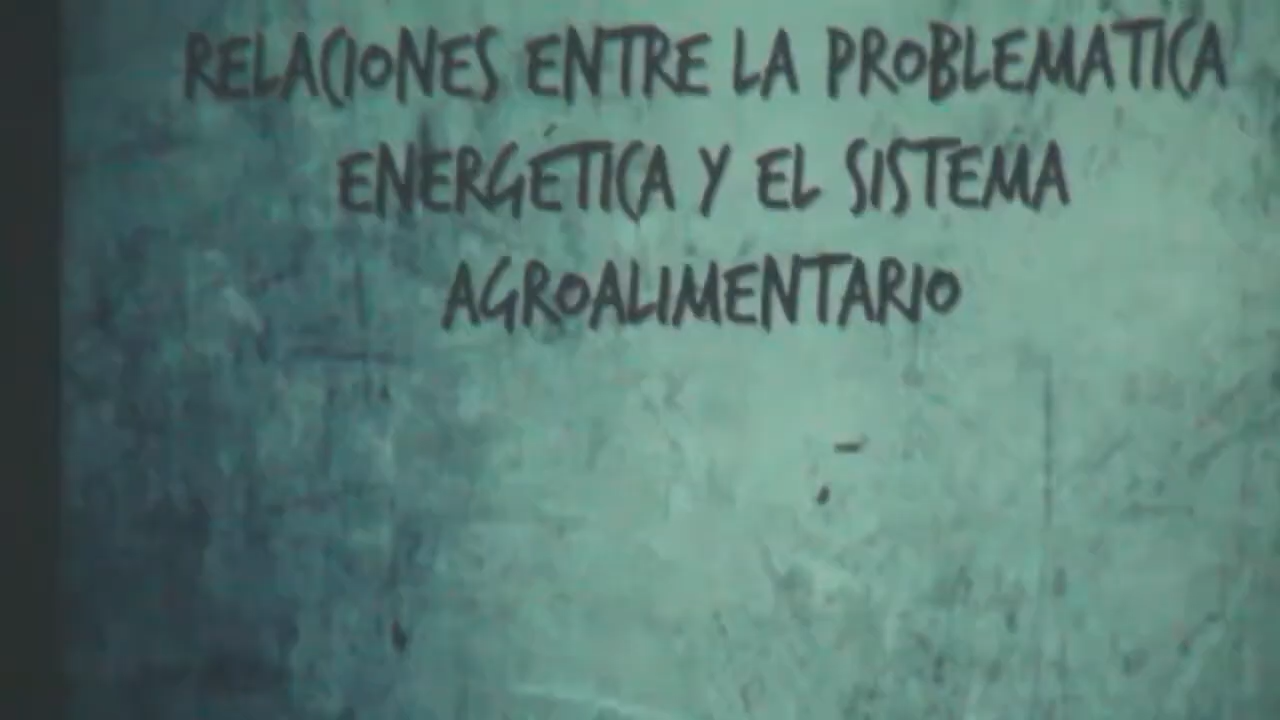 RELACIONES ENTRE LA PROBLEMATICA
ENERGÉTICA Y EL SISTEMA
AGROALIMENTARIO